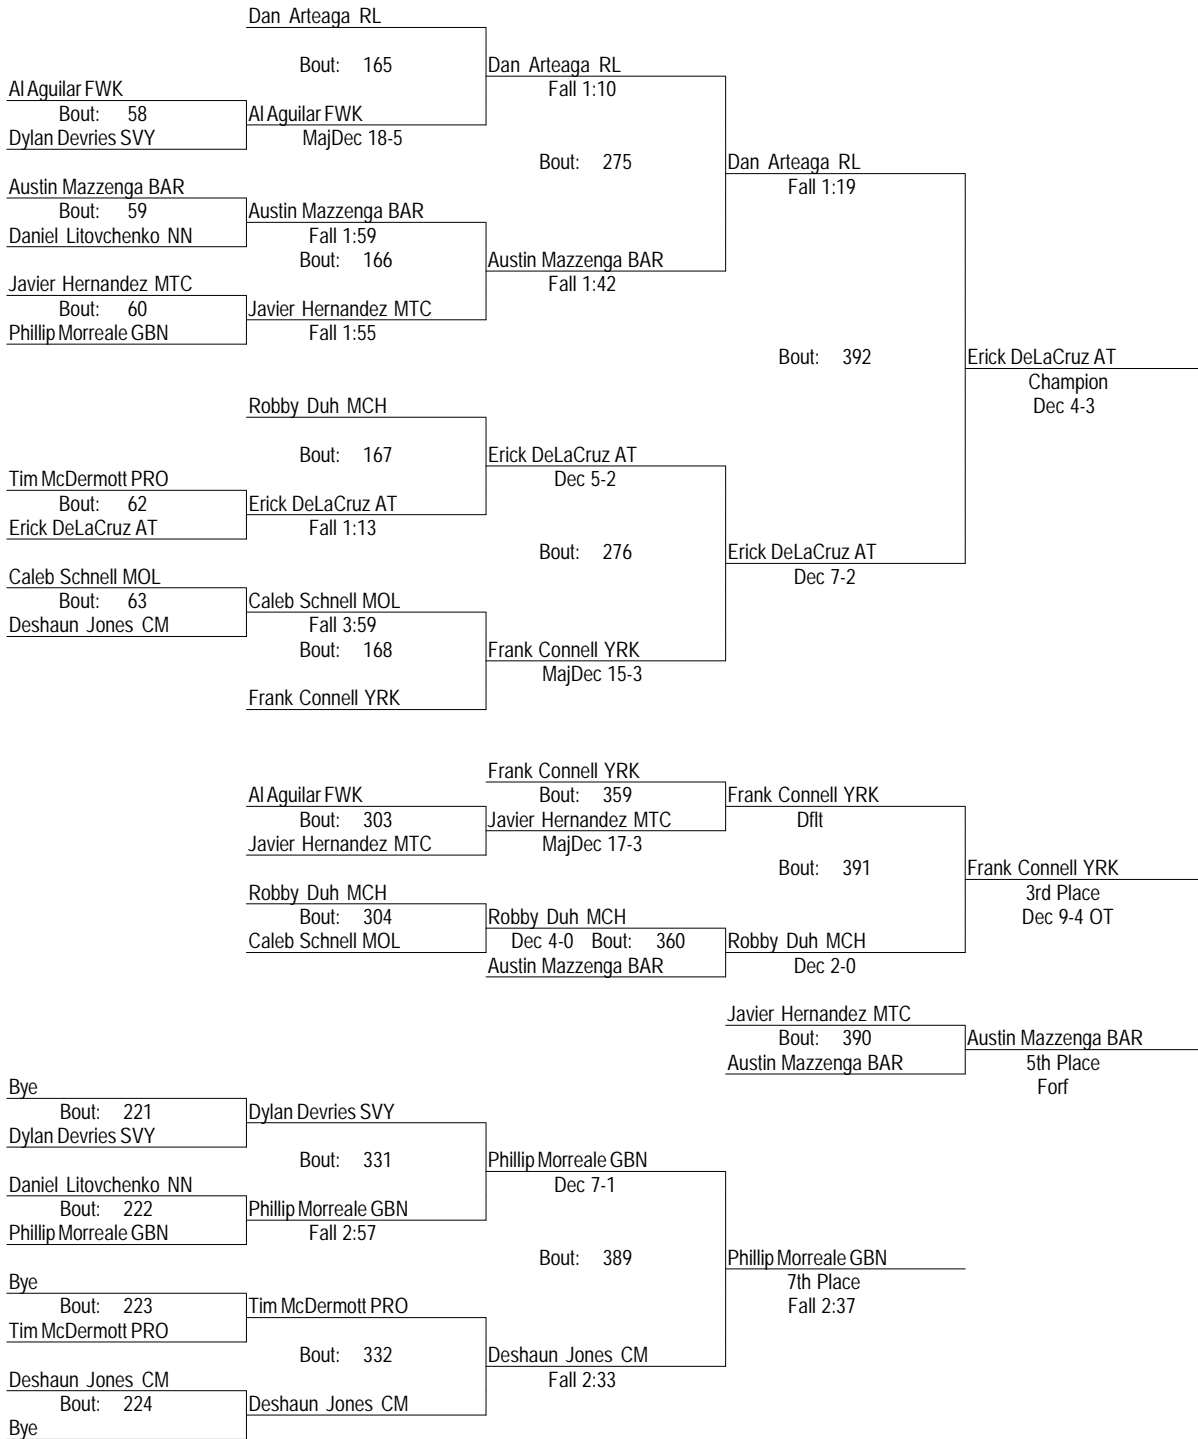 Dan Arteaga RL
Bout: 165
Dan Arteaga RL
Fall 1:10
Al Aguilar FWK
Bout: 58
Al Aguilar FWK
Dylan Devries SVY
MajDec 18-5
Bout: 275
Dan Arteaga RL
Fall 1:19
Austin Mazzenga BAR
Bout: 59
Austin Mazzenga BAR
Daniel Litovchenko NN
Fall 1:59
Bout: 166
Austin Mazzenga BAR
Fall 1:42
Javier Hernandez MTC
Bout: 60
Javier Hernandez MTC
Phillip Morreale GBN
Fall 1:55
Bout: 392
Erick DeLaCruz AT
Champion
Dec 4-3
Robby Duh MCH
Bout: 167
Erick DeLaCruz AT
Dec 5-2
Tim McDermott PRO
Bout: 62
Erick DeLaCruz AT
Erick DeLaCruz AT
Fall 1:13
Bout: 276
Erick DeLaCruz AT
Dec 7-2
Caleb Schnell MOL
Bout: 63
Caleb Schnell MOL
Deshaun Jones CM
Fall 3:59
Bout: 168
Frank Connell YRK
MajDec 15-3
Frank Connell YRK
Frank Connell YRK
Al Aguilar FWK
Bout: 359
Frank Connell YRK
Bout: 303
Javier Hernandez MTC
Dflt
Javier Hernandez MTC
MajDec 17-3
Bout: 391
Frank Connell YRK
3rd Place
Dec 9-4 OT
Robby Duh MCH
Bout: 304
Robby Duh MCH
Caleb Schnell MOL
Dec 4-0 Bout: 360
Robby Duh MCH
Austin Mazzenga BAR
Dec 2-0
Javier Hernandez MTC
Bout: 390
Austin Mazzenga BAR
Austin Mazzenga BAR
5th Place
Forf
Bye
Bout: 221
Dylan Devries SVY
Dylan Devries SVY
Bout: 331
Phillip Morreale GBN
Dec 7-1
Daniel Litovchenko NN
Bout: 222
Phillip Morreale GBN
Phillip Morreale GBN
Fall 2:57
Bout: 389
Phillip Morreale GBN
7th Place
Fall 2:37
Bye
Bout: 223
Tim McDermott PRO
Tim McDermott PRO
Bout: 332
Deshaun Jones CM
Fall 2:33
Deshaun Jones CM
Bout: 224
Deshaun Jones CM
Bye